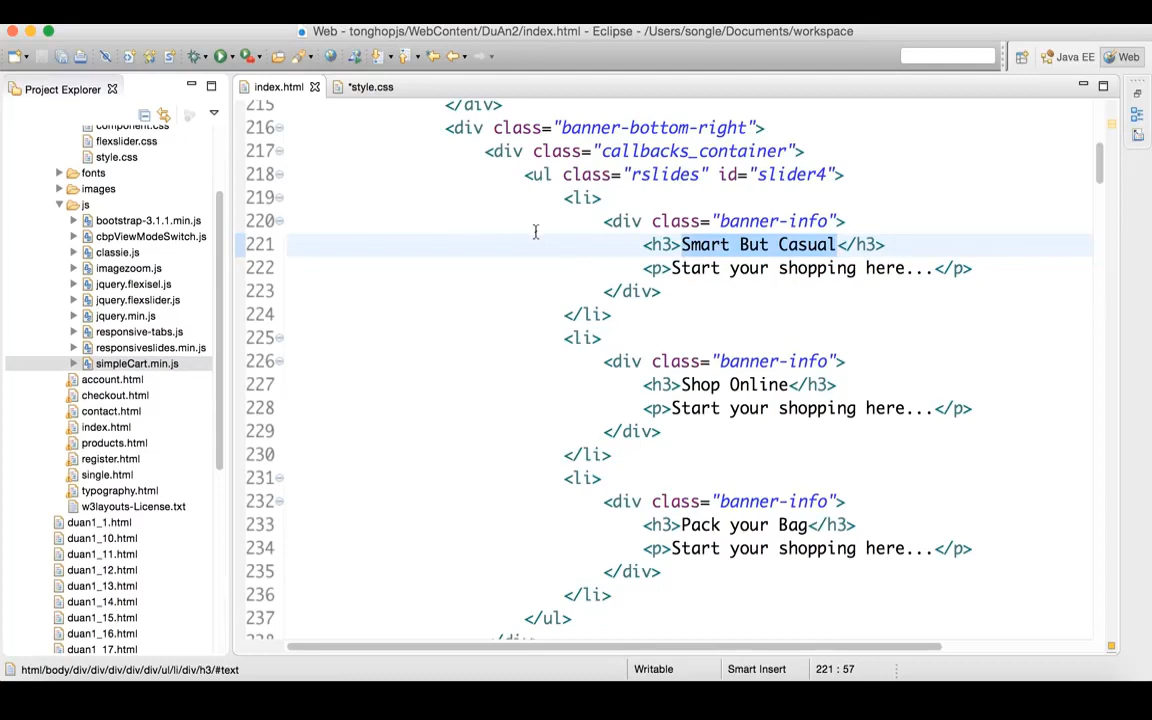 Web - tonghopjs/WebContent/DuAn2/index.html - Eclipse - /Users/songle/Documents/workspace
Java EE
Web
Project Explorer
component.css
flexslider.css
style.css
fonts
images
js
bootstrap-3.1.1.min.js
cbpViewModeSwitch.js
classie.js
imagezoom.js
jquery.flexisel.js
jquery.flexslider.js
jquery.min.js
responsive-tabs.js
responsiveslides.min.js
simpleCart.min.js
account.html
checkout.html
contact.html
index.html
products.html
register.html
single.html
typography.html
w3layouts-License.txt
duan1_1.html
duan1_10.html
duan1_11.html
duan1_12.html
duan1_13.html
duan1_14.html
duan1_15.html
duan1_16.html
duan1_17.html
index.html
*style.css
215 </div>
216 <div class="banner-bottom-right">
217 <div class="callbacks_container">
218 <ul class="rslides" id="slider4">
219 <li>
220 <div class="banner-info">
221 <h3>Smart But Casual</h3>
222 <p>Start your shopping here...</p>
223 </div>
224 </li>
225 <li>
226 <div class="banner-info">
227 <h3>Shop Online</h3>
228 <p>Start your shopping here...</p>
229 </div>
230 </li>
231 <li>
232 <div class="banner-info">
233 <h3>Pack your Bag</h3>
234 <p>Start your shopping here...</p>
235 </div>
236 </li>
237 </ul>
238 </div>
html/body/div/div/div/div/div/ul/li/div/h3/#text
Writable
Smart Insert
221 : 57